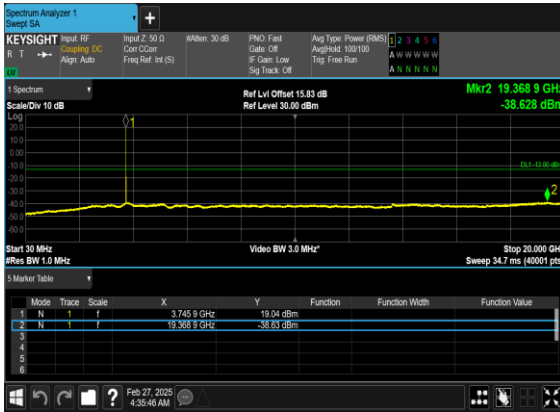 Spectrum Analyzer 1
Swept SA
+
KEYSIGHT Input: RF Input Z: 50 Ω #Atten: 30 dB PNO: Fast Avg Type: Power (RMS) 1 2 3 4 5 6
R T Coupling: DC Corr CCorr Gate: Off Avg|Hold: 100/100 A W W W W W
Align: Auto Freq Ref: Int (S) IF Gain: Low Trig: Free Run
Sig Track: Off A N N N N N
LXI
1 Spectrum Ref Lvl Offset 15.83 dB Mkr2 19.368 9 GHz
Scale/Div 10 dB Ref Level 30.00 dBm -38.628 dBm
Log
20.0
10.0
0.00
-10.0
DL1 -13.00 dBm
-20.0
-30.0
-40.0
-50.0
-60.0
1
2
Start 30 MHz Video BW 3.0 MHz* Stop 20.000 GHz
#Res BW 1.0 MHz Sweep 34.7 ms (40001 pts)
5 Marker Table
Mode Trace Scale X Y Function Function Width Function Value
1 N 1 f 3.745 9 GHz 19.04 dBm
2 N 1 f 19.368 9 GHz -38.63 dBm
3
4
5
6
?
Feb 27, 2025
4:35:46 AM